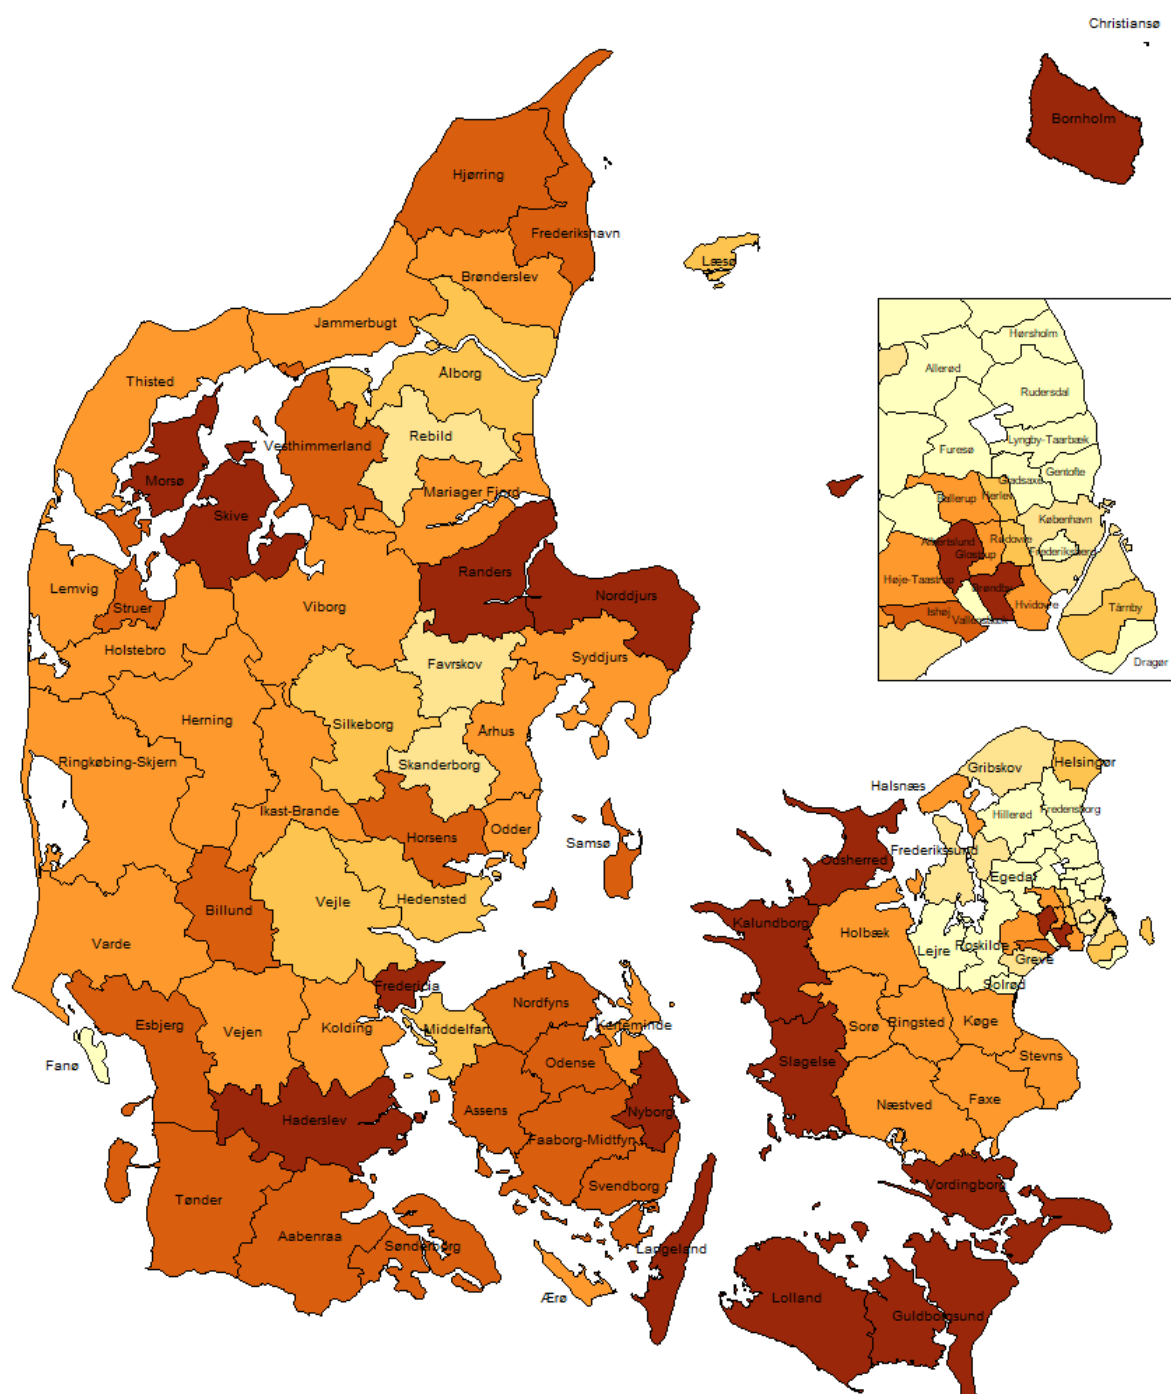 Christiansø
Bornholm
Hjørring
Frederikshavn
Læsø
Brønderslev
Jammerbugt
Thisted
Ålborg
Rebild
Vesthimmerland
Morsø
Mariager Fjord
Skive
Randers
Norddjurs
Viborg
Lemvig
Struer
Holstebro
Favrskov
Syddjurs
Herning
Silkeborg
Århus
Ringkøbing-Skjern
Skanderborg
Ikast-Brande
Horsens
Odder
Samsø
Billund
Vejle
Hedensted
Varde
Fredericia
Esbjerg
Vejen
Kolding
Middelfart
Nordfyns
Kerteminde
Fanø
Odense
Haderslev
Assens
Nyborg
Faaborg-Midtfyn
Svendborg
Tønder
Aabenraa
Sønderborg
Langeland
Ærø
Hørsholm
Allerød
Rudersdal
Lyngby-Taarbæk
Furesø
Gentofte
Gladsaxe
Ballerup
Herlev
København
Albertslund
Rødovre
Glostrup
Frederiksberg
Høje-Taastrup
Brøndby
Ishøj
Hvidovre
Tårnby
Vallensbæk
Dragør
Gribskov
Helsingør
Halsnæs
Hillerød
Fredensborg
Frederikssund
Odsherred
Egedal
Kalundborg
Holbæk
Lejre
Roskilde
Greve
Solrød
Sorø
Ringsted
Køge
Slagelse
Stevns
Næstved
Faxe
Vordingborg
Lolland
Guldborgsund